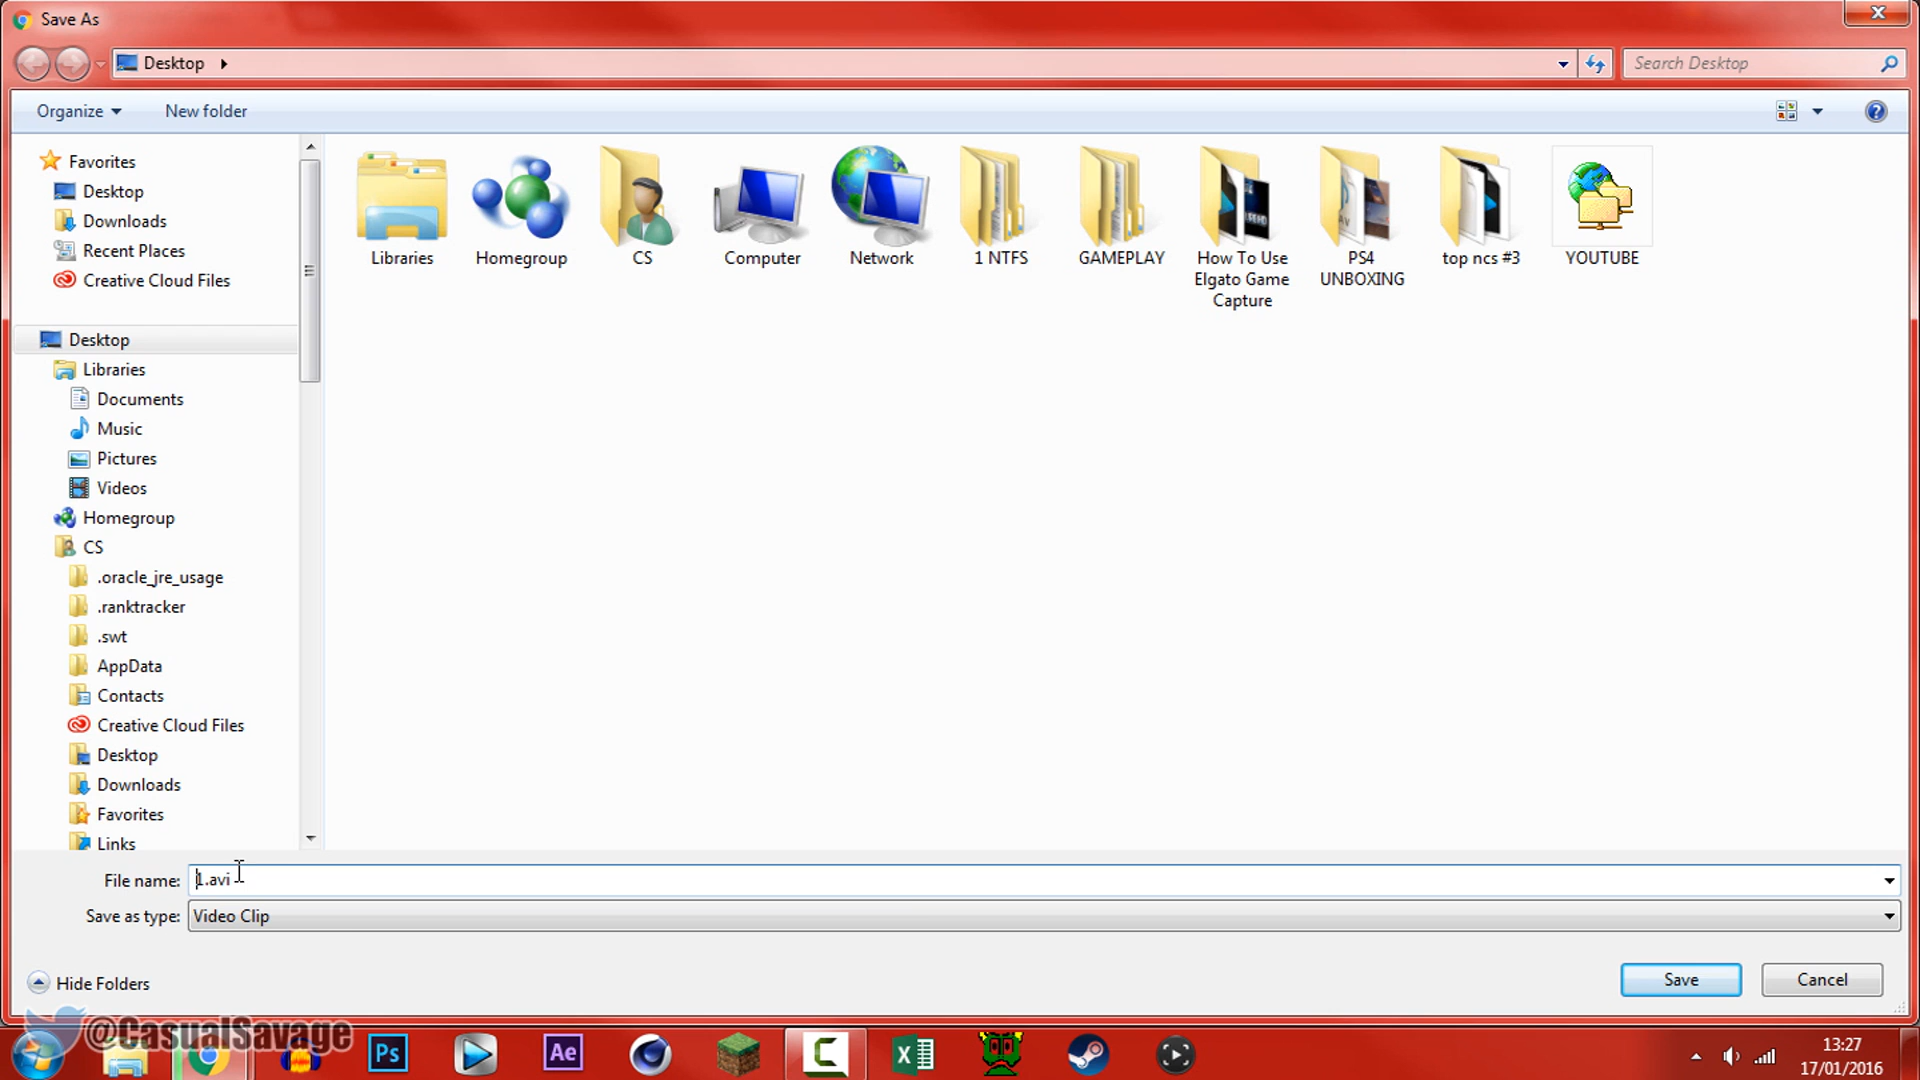 Save As
Desktop
Search Desktop
Organize
New folder
Favorites
Desktop
Downloads
Recent Places
Creative Cloud Files
Desktop
Libraries
Documents
Music
Pictures
Videos
Homegroup
CS
.oracle_jre_usage
.ranktracker
.swt
AppData
Contacts
Creative Cloud Files
Desktop
Downloads
Favorites
Links
Libraries
Homegroup
CS
Computer
Network
1 NTFS
GAMEPLAY
How To Use
Elgato Game
Capture
PS4
UNBOXING
top ncs #3
YOUTUBE
File name: 1.avi
Save as type: Video Clip
Hide Folders
Save
Cancel
@CasualSavage
Ps
Ae
13:27
17/01/2016